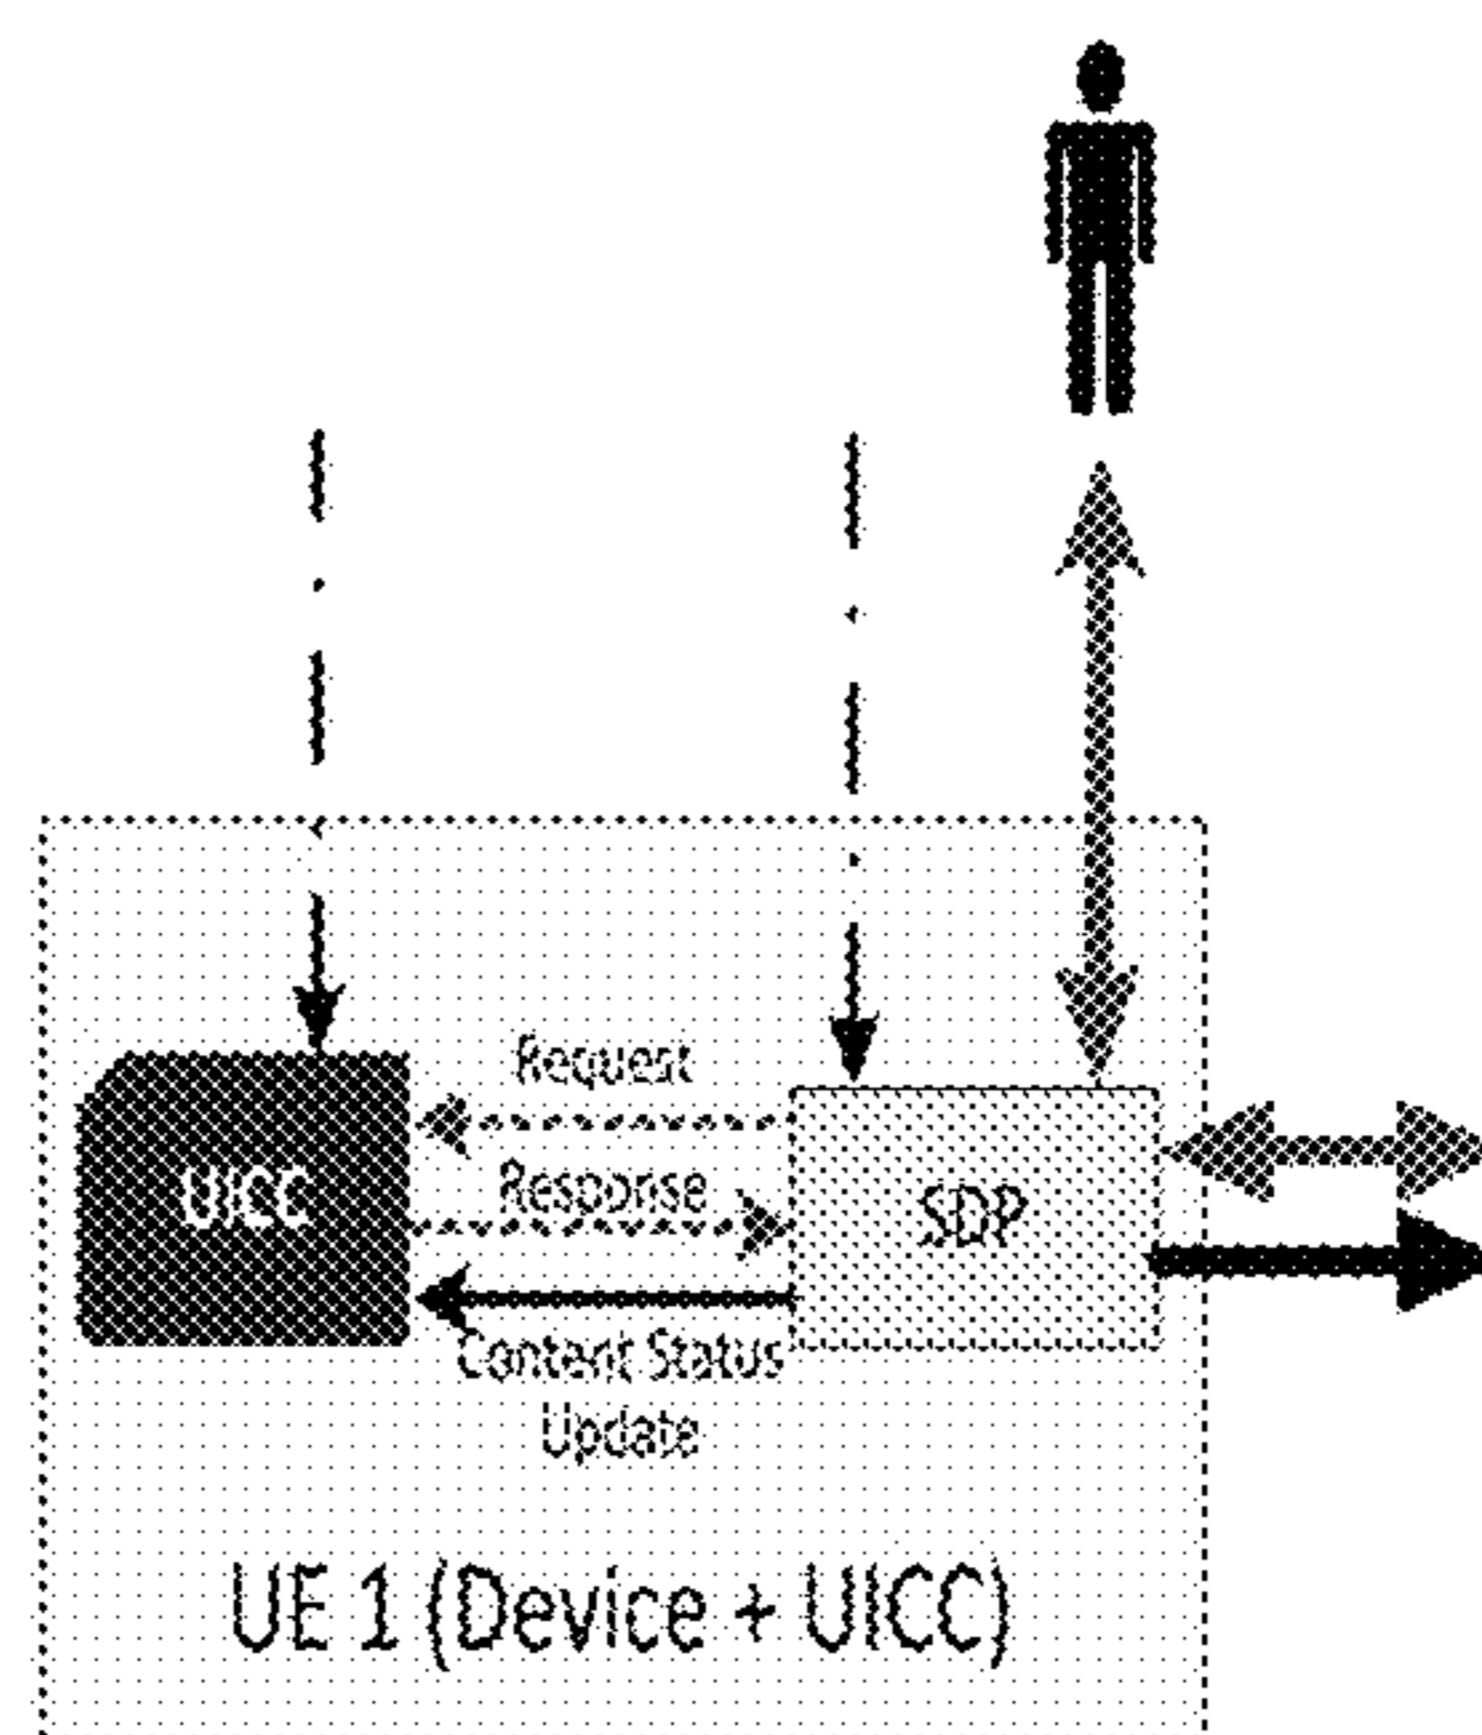 Request
UICC
Response
SDP
Content Status
Update
UE 1 (Device + UICC)